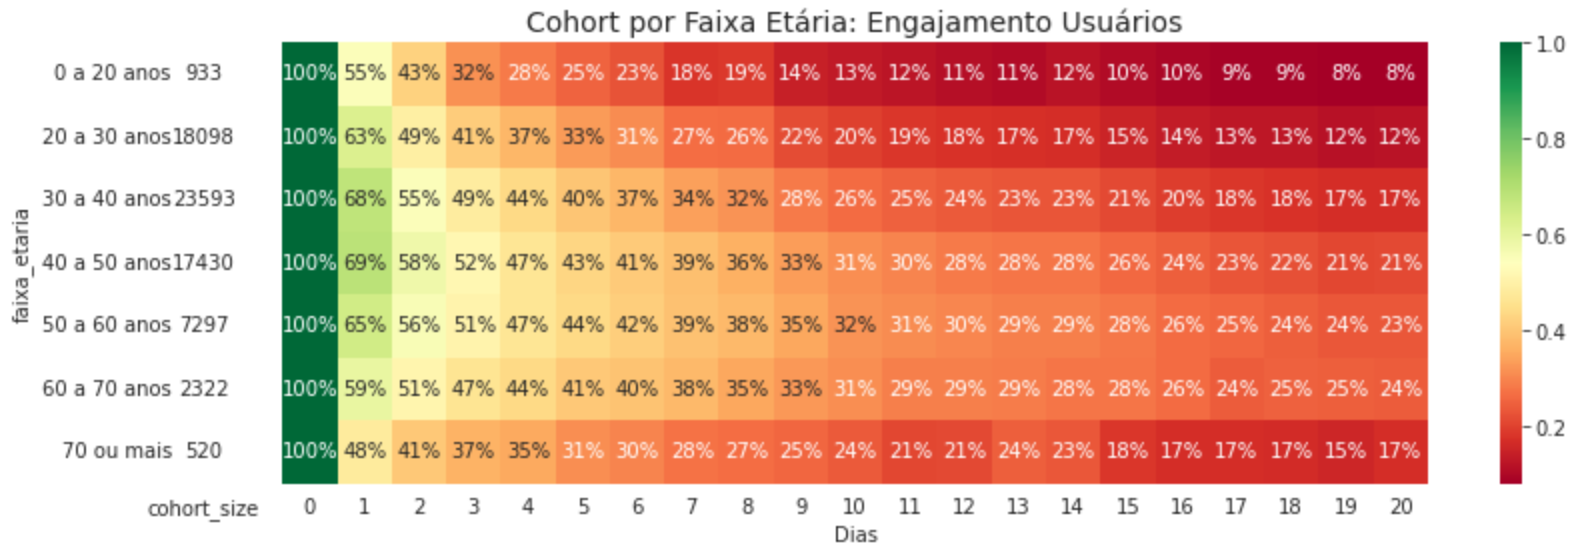 Cohort por Faixa Etária: Engajamento Usuários
0 a 20 anos 933 100% 55% 43% 32% 28% 25% 23% 18% 19% 14% 13% 12% 11% 11% 12% 10% 10% 9% 9% 8% 8%
20 a 30 anos 18098 100% 63% 49% 41% 37% 33% 31% 27% 26% 22% 20% 19% 18% 17% 17% 15% 14% 13% 13% 12% 12%
30 a 40 anos 23593 100% 68% 55% 49% 44% 40% 37% 34% 32% 28% 26% 25% 24% 23% 23% 21% 20% 18% 18% 17% 17%
40 a 50 anos 17430 100% 69% 58% 52% 47% 43% 41% 39% 36% 33% 31% 30% 28% 28% 28% 26% 24% 23% 22% 21% 21%
50 a 60 anos 7297 100% 65% 56% 51% 47% 44% 42% 39% 38% 35% 32% 31% 30% 29% 29% 28% 26% 25% 24% 24% 23%
60 a 70 anos 2322 100% 59% 51% 47% 44% 41% 40% 38% 35% 33% 31% 29% 29% 29% 28% 28% 26% 24% 25% 25% 24%
70 ou mais 520 100% 48% 41% 37% 35% 31% 30% 28% 27% 25% 24% 21% 21% 24% 23% 18% 17% 17% 17% 15% 17%
faixa_etaria
cohort_size 0 1 2 3 4 5 6 7 8 9 10 11 12 13 14 15 16 17 18 19 20
Dias
1.0
0.8
0.6
0.4
0.2